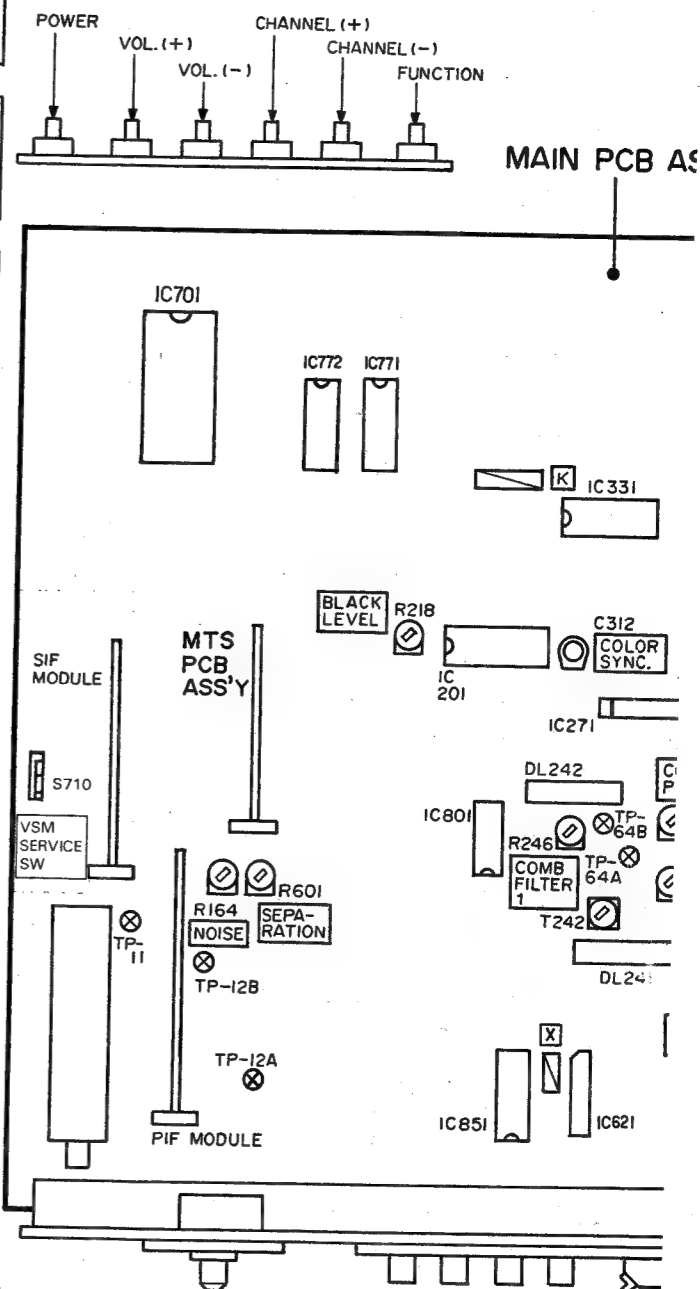 POWER
VOL.(+)
VOL.(-)
CHANNEL(+)
CHANNEL(-)
FUNCTION
MAIN PCB AS
IC701
IC772
IC771
K
IC331
BLACK
LEVEL
R218
C312
COLOR
SYNC.
IC
201
SIF
MODULE
MTS
PCB
ASS'Y
IC271
S710
DL242
VSM
SERVICE
SW
IC801
R246
TP-
64B
TP-
64A
COMB
FILTER
1
T242
R164
NOISE
R601
SEPA-
RATION
TP-
11
TP-12B
DL241
TP-12A
X
IC851
IC621
PIF MODULE